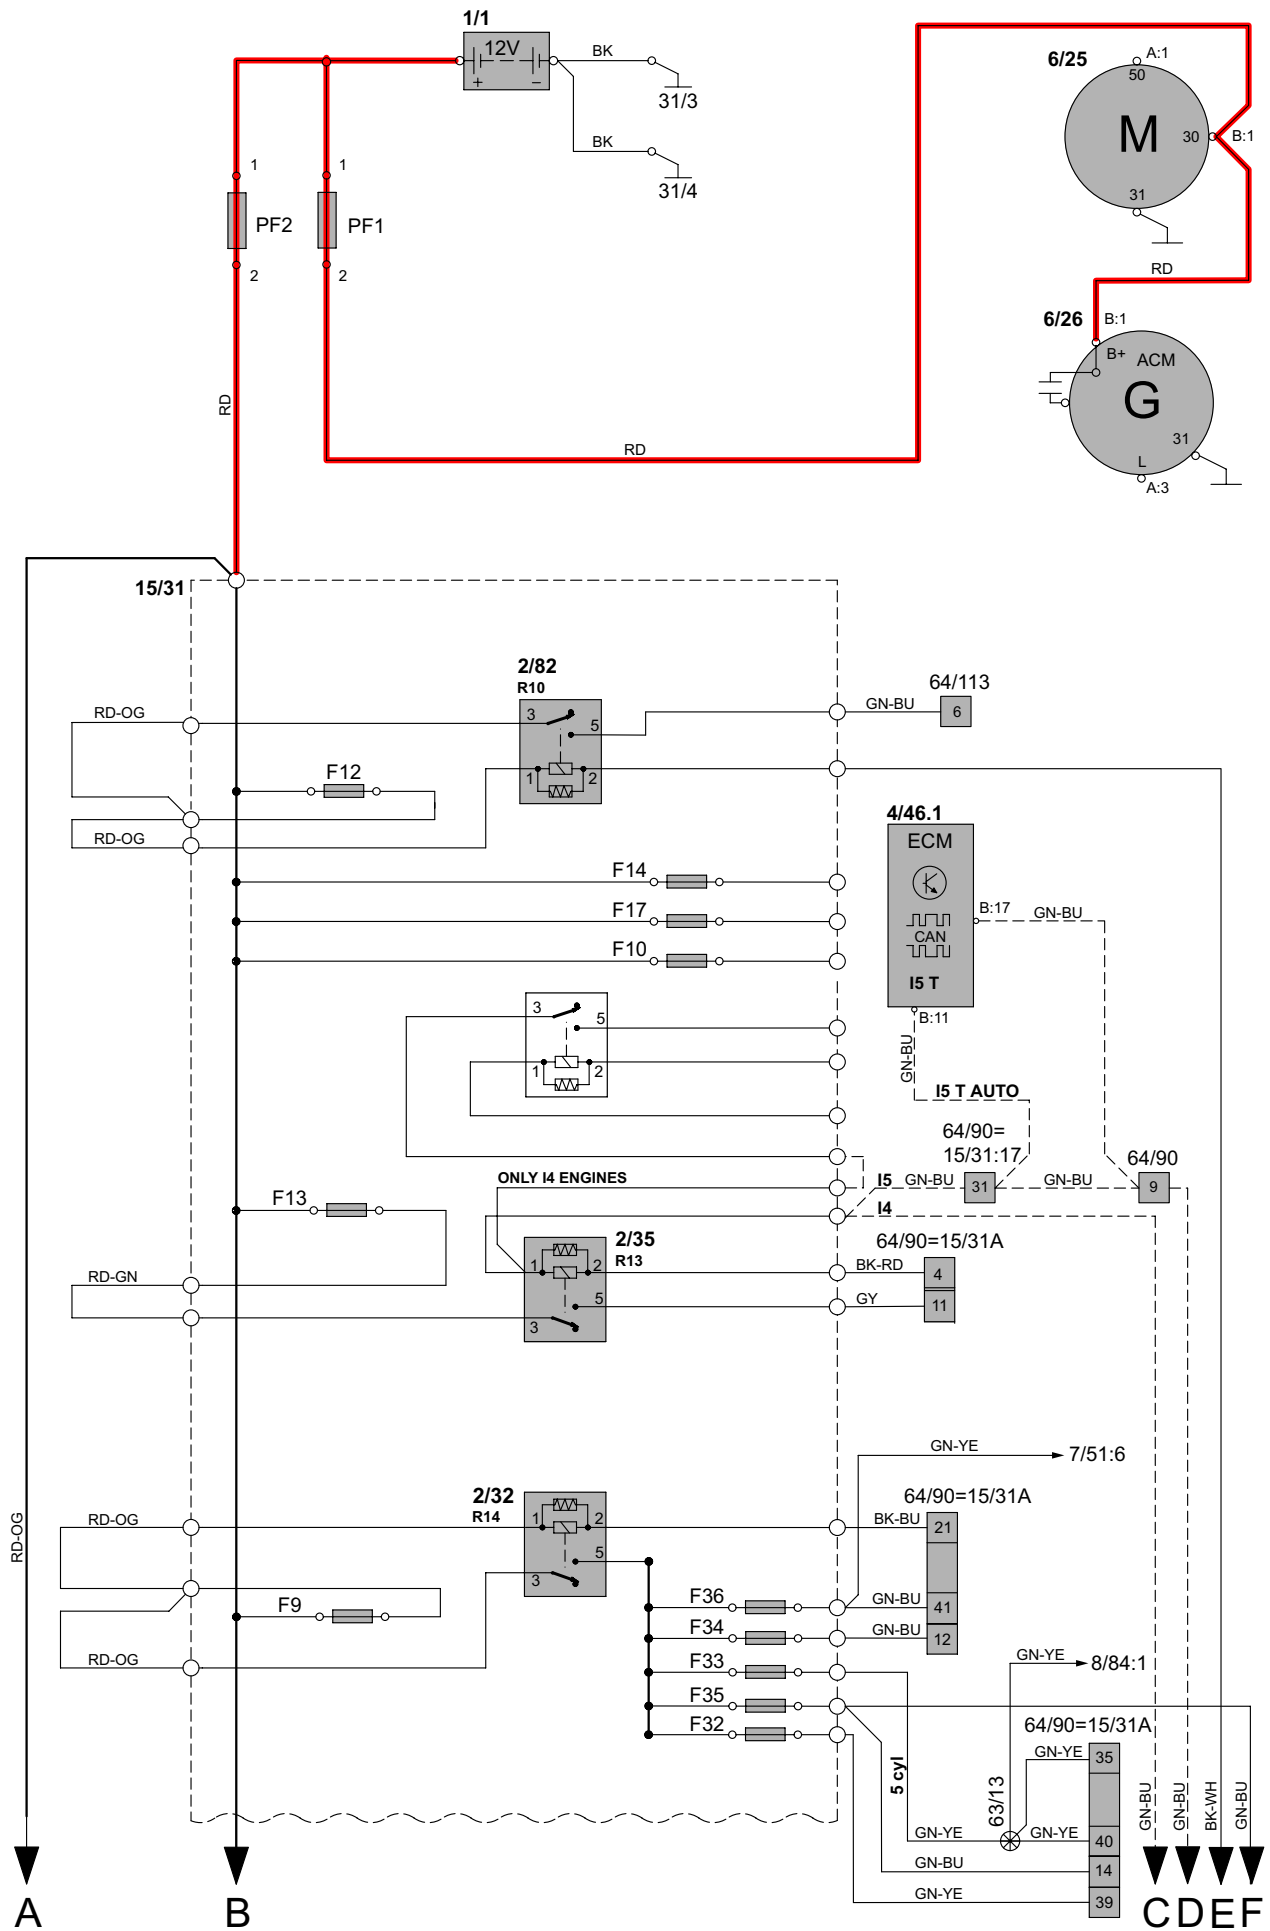 1/1
12V
+ −
BK
31/3
BK
31/4
6/25
A:1
50
M
30
B:1
31
RD
6/26
B:1
B+
ACM
G
31
L
A:3
1
PF2
2
1
PF1
2
RD
RD
15/31
2/82
R10
3
5
1
2
RD-OG
F12
RD-OG
GN-BU
64/113
6
F14
F17
F10
4/46.1
ECM
CAN
I5 T
B:17
GN-BU
B:11
GN-BU
I5 T AUTO
3
5
1
2
64/90=
15/31:17
64/90
I5
GN-BU
31
GN-BU
9
I4
ONLY I4 ENGINES
F13
RD-GN
2/35
R13
1
2
5
3
64/90=15/31A
BK-RD
4
GY
11
GN-YE
7/51:6
2/32
R14
1
2
5
3
RD-OG
F9
RD-OG
RD-OG
64/90=15/31A
BK-BU
21
F36
GN-BU
41
F34
GN-BU
12
F33
F35
F32
GN-YE
8/84:1
64/90=15/31A
GN-YE
35
5 cyl
63/13
GN-YE
GN-YE
40
GN-BU
14
GN-YE
39
GN-BU
GN-BU
BK-WH
GN-BU
A
B
C
D
E
F